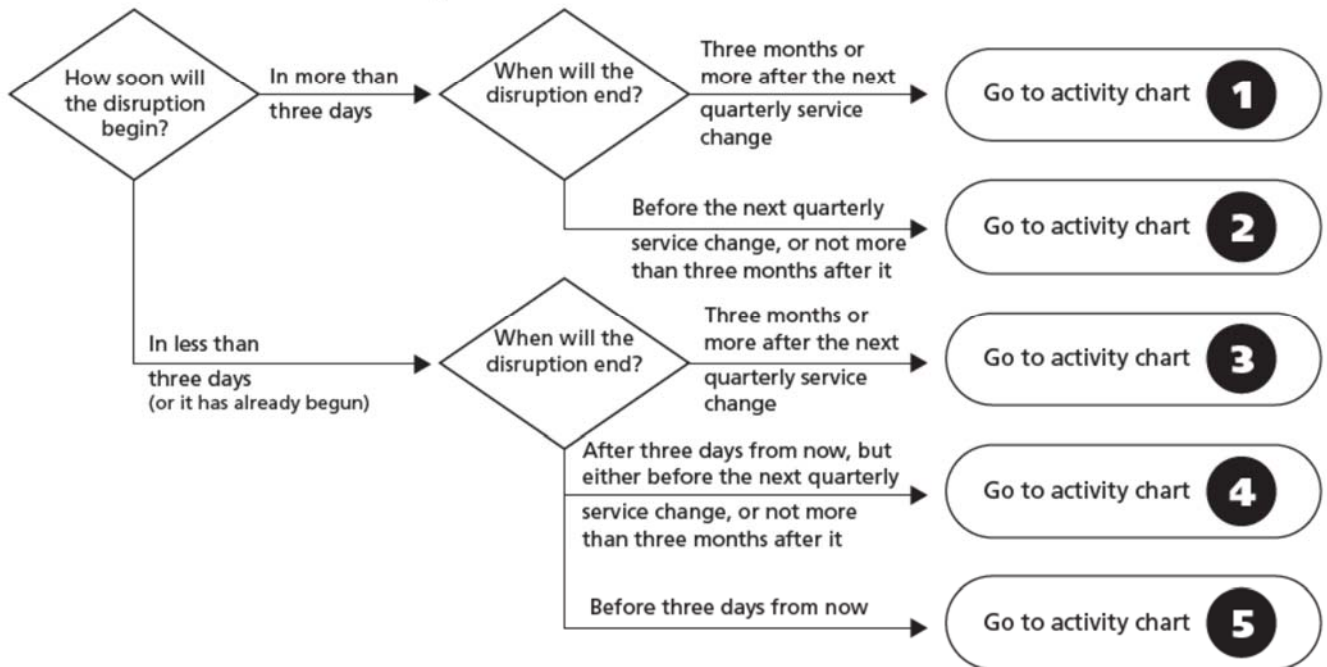 How soon will
the disruption
begin?
In more than
three days
When will the
disruption end?
Three months or
more after the next
quarterly service
change
Go to activity chart 1
Before the next quarterly
service change, or not more
than three months after it
Go to activity chart 2
In less than
three days
(or it has already begun)
When will the
disruption end?
Three months or
more after the next
quarterly service
change
Go to activity chart 3
After three days from now, but
either before the next quarterly
service change, or not more
than three months after it
Go to activity chart 4
Before three days from now
Go to activity chart 5